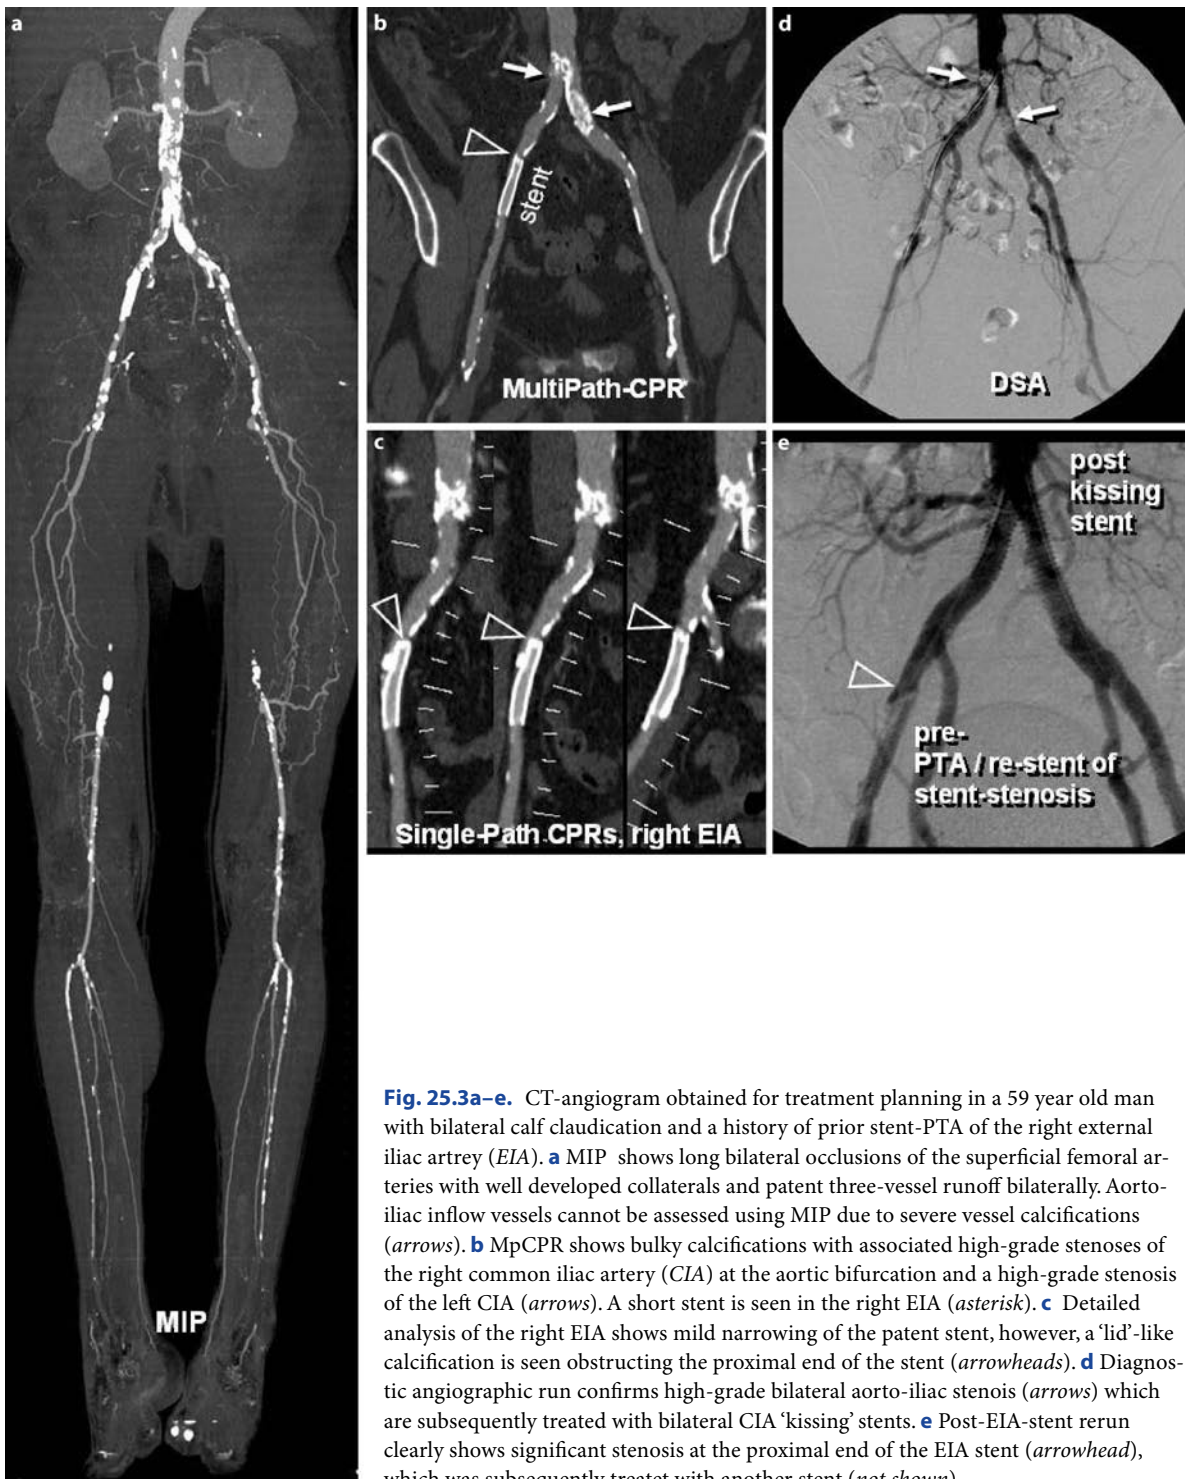 a
b
d
stent
MultiPath-CPR
DSA
c
e
post
kissing
stent
pre-
PTA / re-stent of
stent-stenosis
Single-Path CPRs, right EIA
MIP
Fig. 25.3a–e. CT-angiogram obtained for treatment planning in a 59 year old man
with bilateral calf claudication and a history of prior stent-PTA of the right external
iliac artrey (EIA). a MIP shows long bilateral occlusions of the superficial femoral ar-
teries with well developed collaterals and patent three-vessel runoff bilaterally. Aorto-
iliac inflow vessels cannot be assessed using MIP due to severe vessel calcifications
(arrows). b MpCPR shows bulky calcifications with associated high-grade stenoses of
the right common iliac artery (CIA) at the aortic bifurcation and a high-grade stenosis
of the left CIA (arrows). A short stent is seen in the right EIA (asterisk). c Detailed
analysis of the right EIA shows mild narrowing of the patent stent, however, a ‘lid’-like
calcification is seen obstructing the proximal end of the stent (arrowheads). d Diagnos-
tic angiographic run confirms high-grade bilateral aorto-iliac stenois (arrows) which
are subsequently treated with bilateral CIA ‘kissing’ stents. e Post-EIA-stent rerun
clearly shows significant stenosis at the proximal end of the EIA stent (arrowhead),
which was subsequently treatet with another stent (not shown)